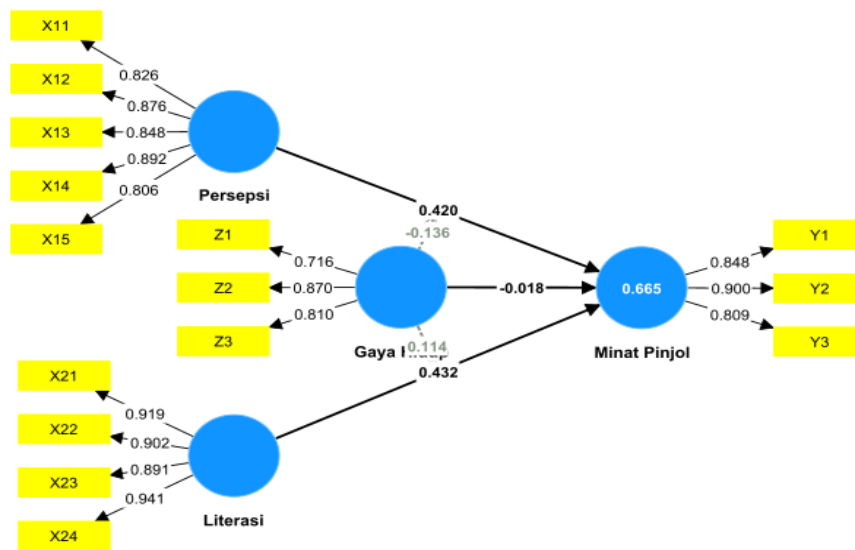 X11
X12
X13
X14
X15
0.826
0.876
0.848
0.892
0.806
Persepsi
0.420
-0.136
Z1
Z2
Z3
0.716
0.870
0.810
Gaya
-0.018
0.114
0.432
0.665
Minat Pinjol
0.848
0.900
0.809
Y1
Y2
Y3
X21
X22
X23
X24
0.919
0.902
0.891
0.941
Literasi